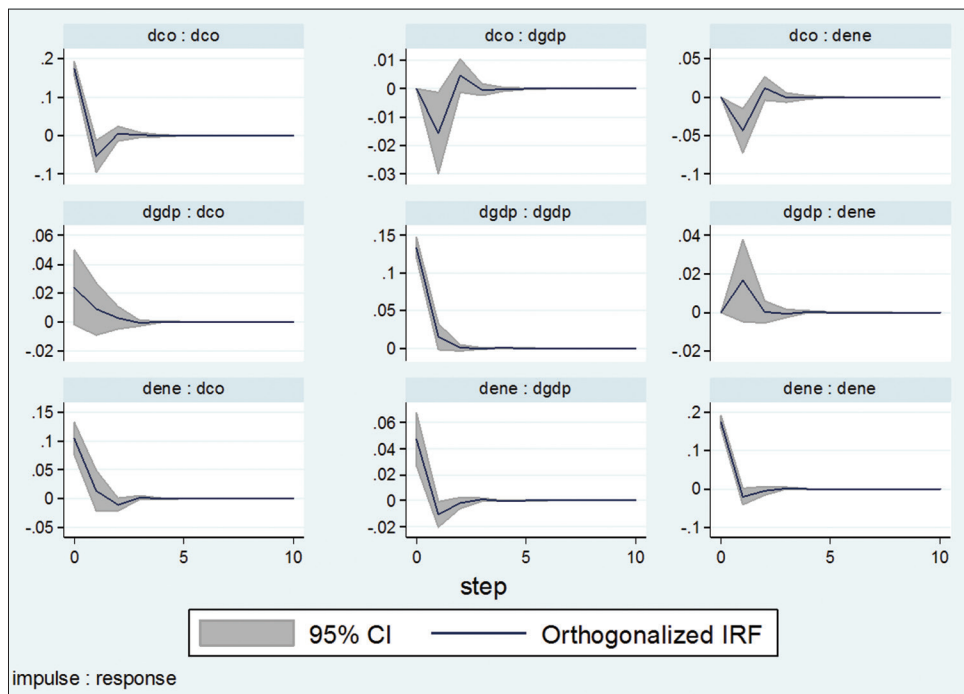 dco : dco
dco : dgdp
dco : dene
.2
.1
0
-.1
.01
0
-.01
-.02
-.03
.05
0
-.05
-.1
dgdp : dco
dgdp : dgdp
dgdp : dene
.06
.04
.02
0
-.02
.15
.1
.05
0
.04
.02
0
-.02
dene : dco
dene : dgdp
dene : dene
.15
.1
.05
0
-.05
.06
.04
.02
0
-.02
.2
.1
0
-.1
0 5 10
0 5 10
0 5 10
step
95% CI Orthogonalized IRF
impulse : response